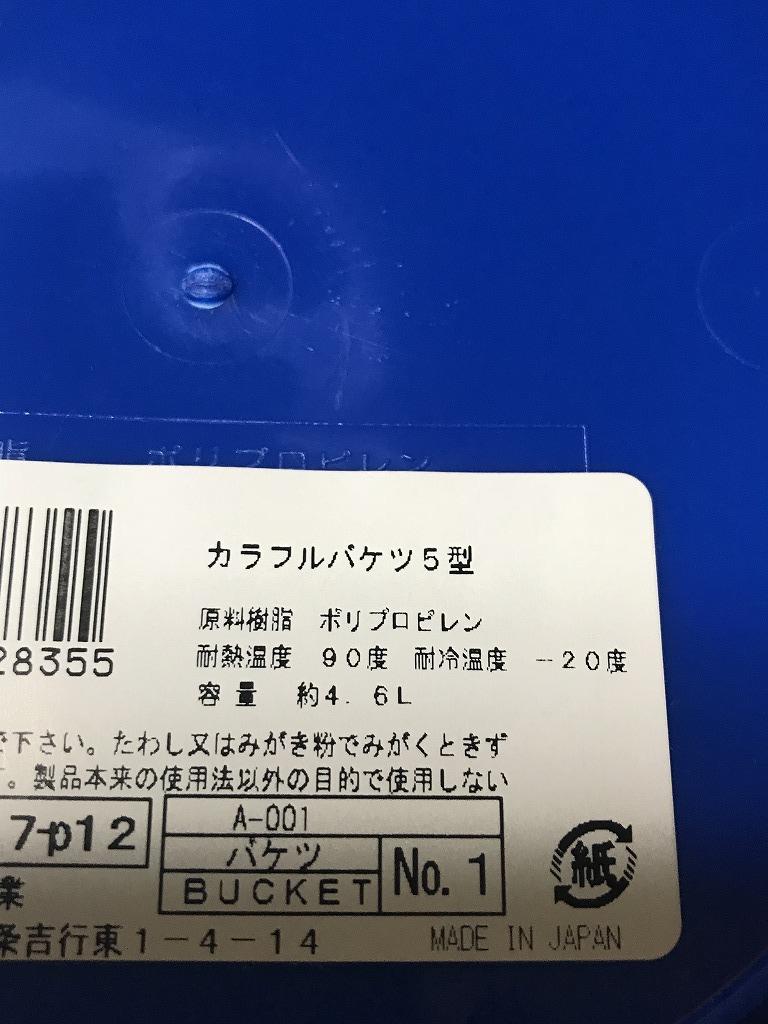 ポリプロピレン
カラフルバケツ5型
原料樹脂 ポリプロピレン
耐熱温度 90度 耐冷温度 -20度
28355
容量 約4.6L
で下さい。たわし又はみがき粉でみがくときず
。製品本来の使用法以外の目的で使用しない
7-p12
A-001
バケツ
BUCKET
No.1
紙
業
条吉行東1-4-14
MADE IN JAPAN